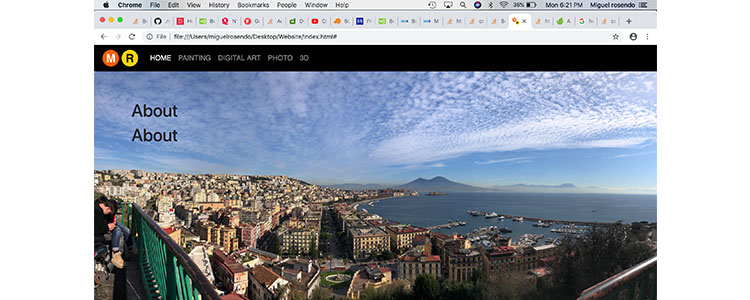 Chrome File Edit View History Bookmarks People Window Help 35% Mon 6:21 PM Miguel rosendo
File file:///Users/miguelrosendo/Desktop/Website/index.html#
M R HOME PAINTING DIGITAL ART PHOTO 3D
About
About